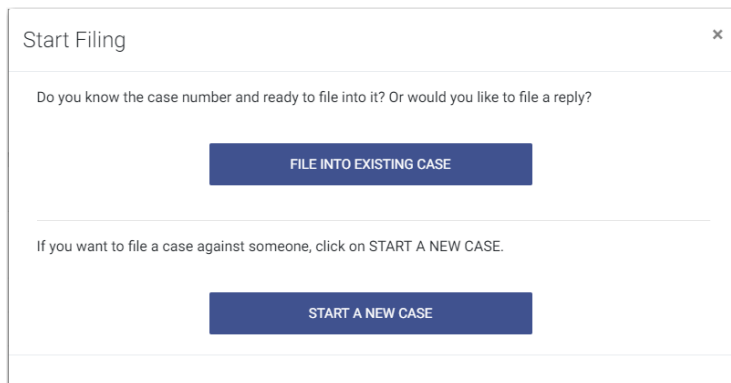 Start Filing
×
Do you know the case number and ready to file into it? Or would you like to file a reply?
FILE INTO EXISTING CASE
If you want to file a case against someone, click on START A NEW CASE.
START A NEW CASE